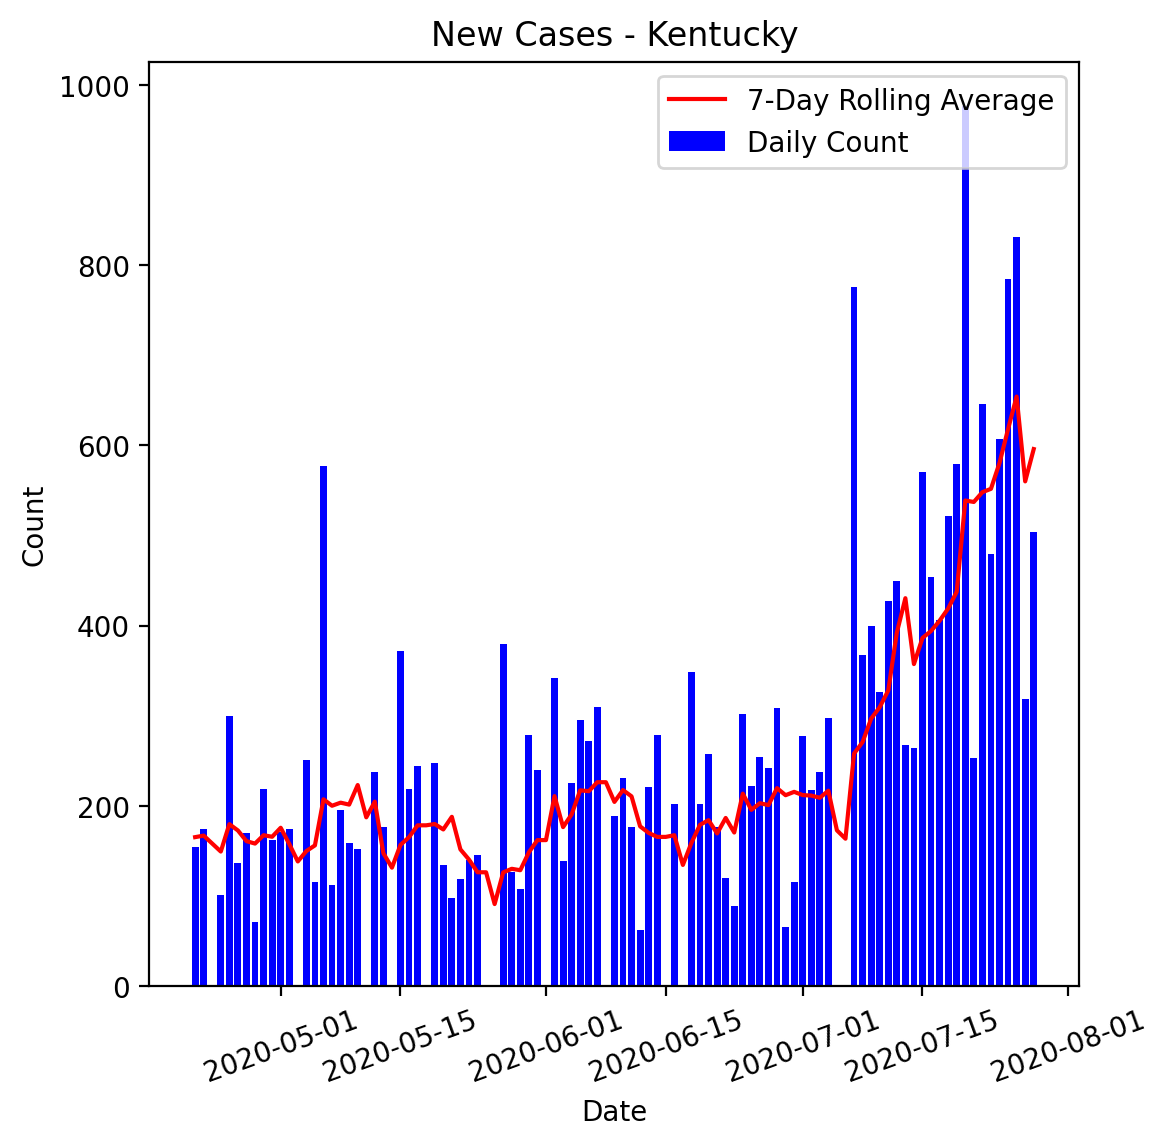 New Cases - Kentucky
1000
800
600
400
200
0
Count
7-Day Rolling Average
Daily Count
2020-05-01
2020-05-15
2020-06-01
2020-06-15
2020-07-01
2020-07-15
2020-08-01
Date